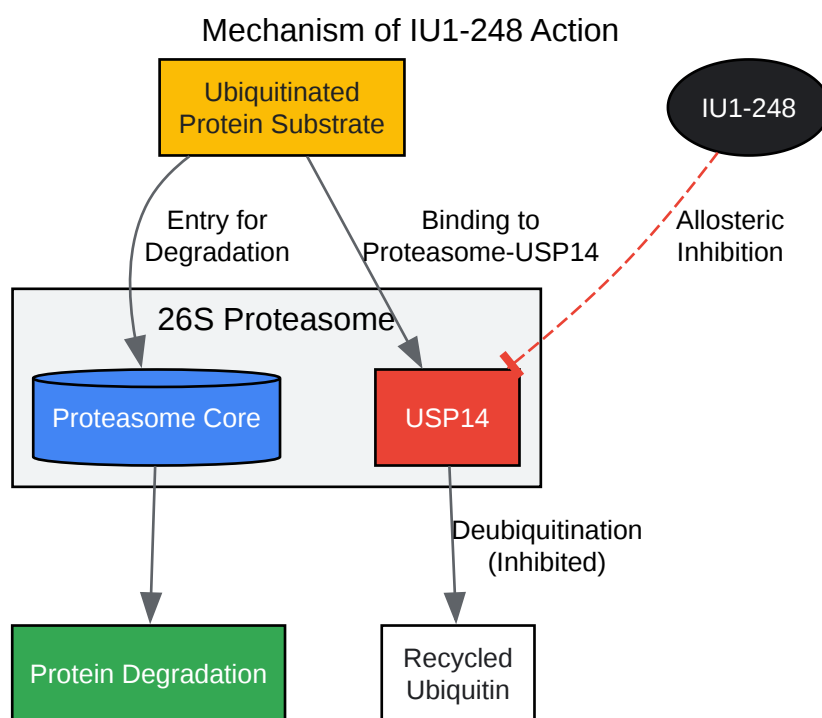 Mechanism of IU1-248 Action
Ubiquitinated
Protein Substrate
IU1-248
Entry for
Degradation
Binding to
Proteasome-USP14
Allosteric
Inhibition
26S Proteasome
Proteasome Core
USP14
Deubiquitination
(Inhibited)
Protein Degradation
Recycled
Ubiquitin